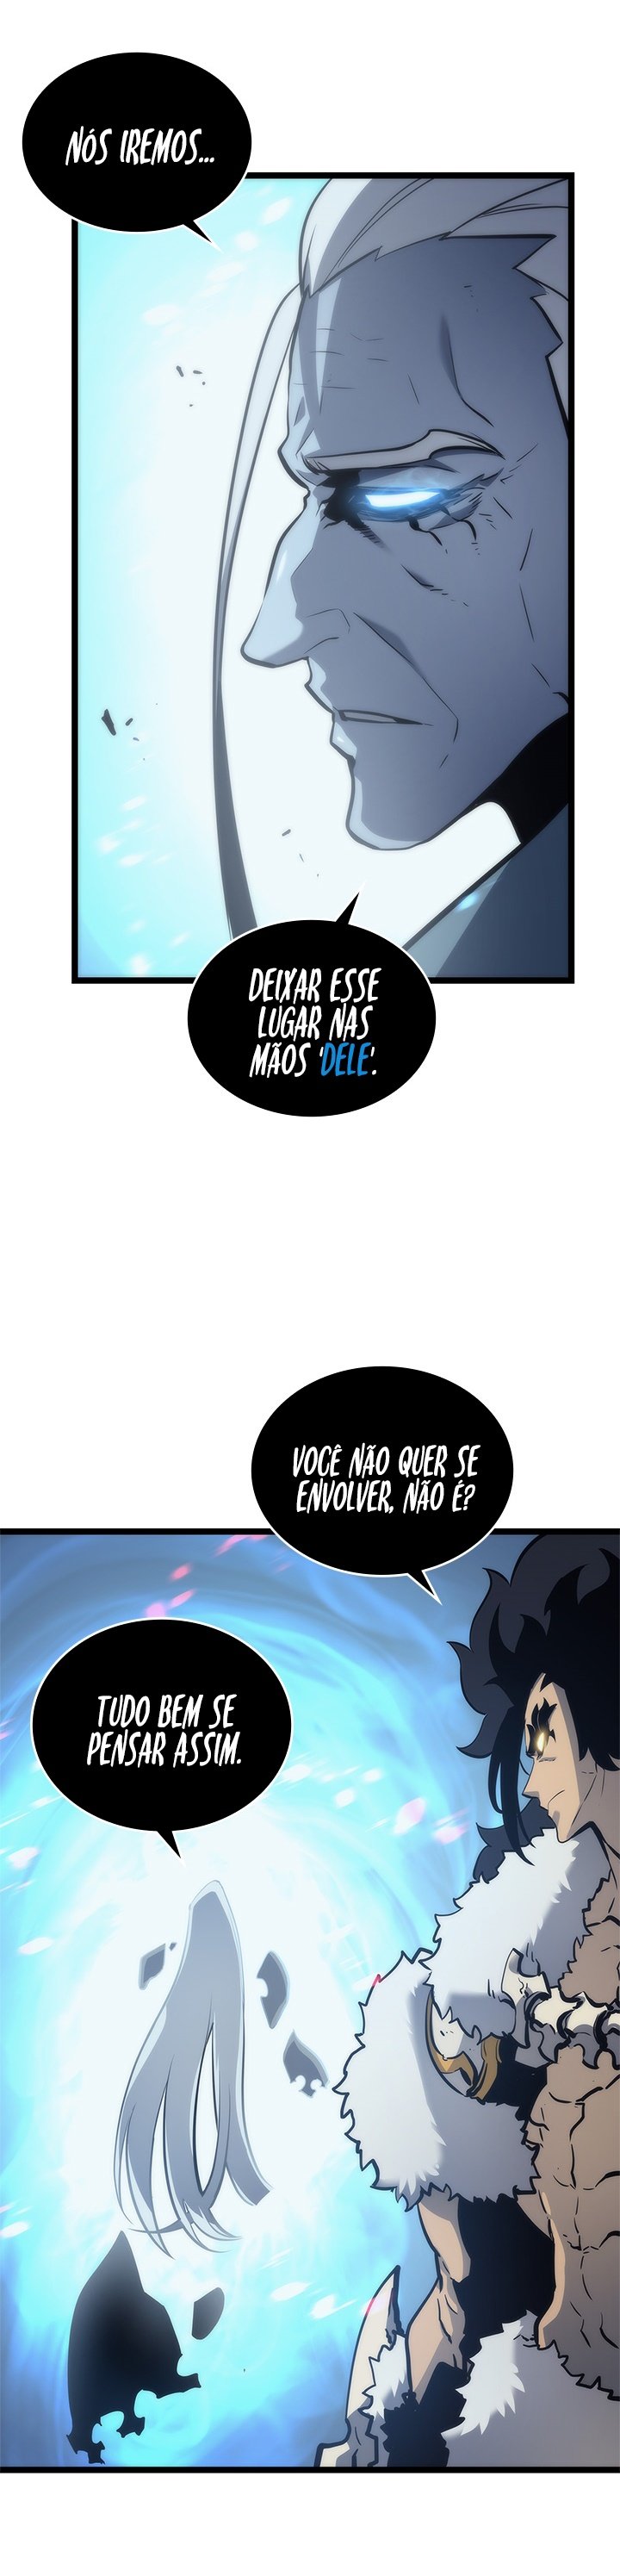 NÓS IREMOS...
DEIXAR ESSE
LUGAR NAS
MÃOS 'DELE'.
VOCÊ NÃO QUER SE
ENVOLVER, NÃO É?
TUDO BEM SE
PENSAR ASSIM.